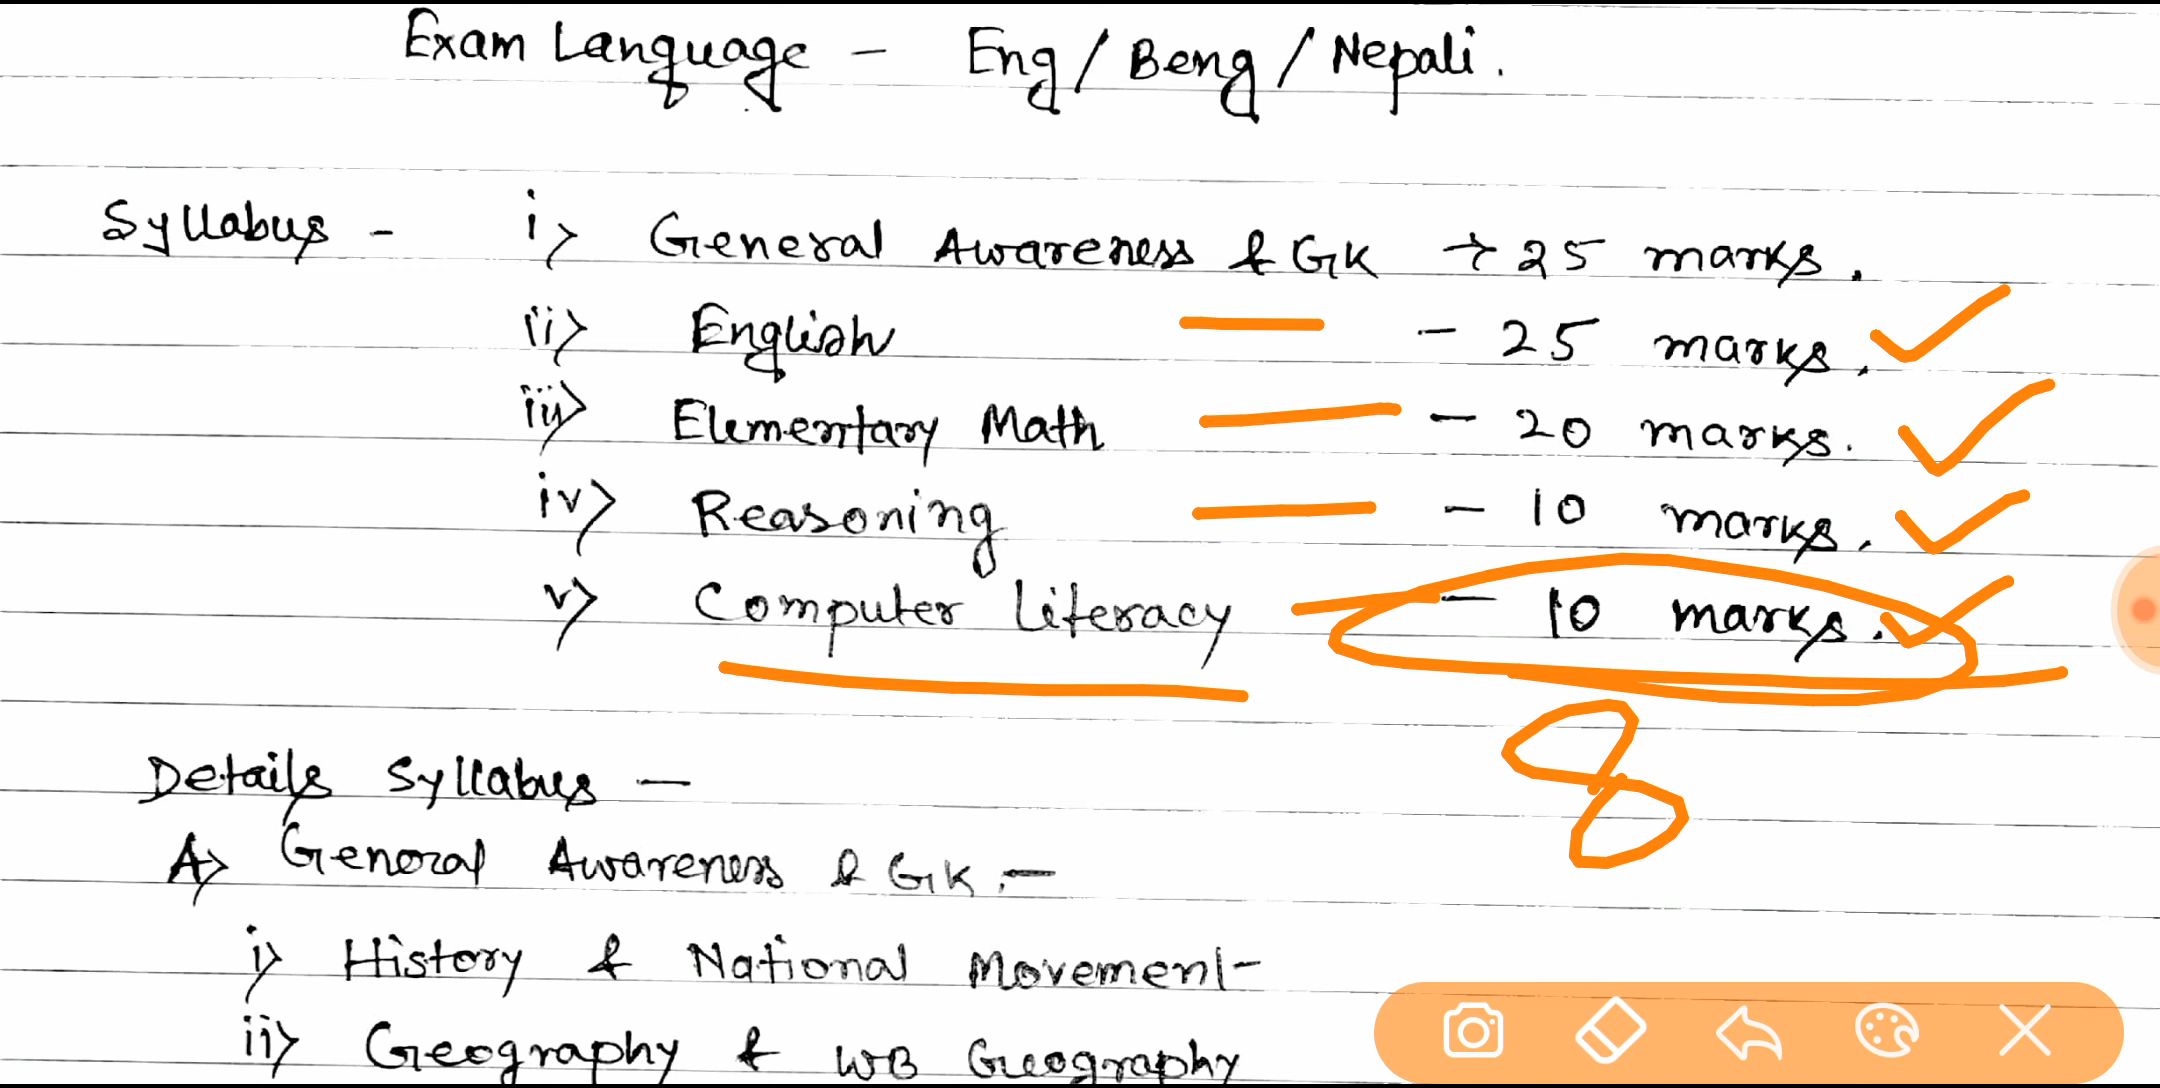 Exam Language - Eng/Beng/Nepali.
Syllabus - i> General Awareness & GK → 25 marks.
ii> English - 25 marks.
iii> Elementary Math - 20 marks.
iv> Reasoning - 10 marks.
v> Computer Literacy - 10 marks.
8
Details Syllabus -
A> General Awareness & GK :-
i> History & National Movement-
ii> Geography & WB Geography